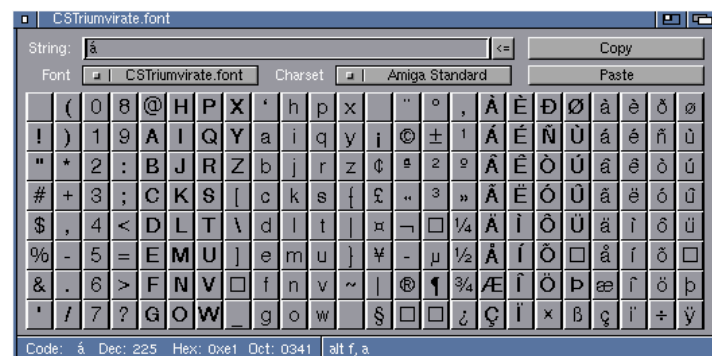 CSTriumvirate.font
String: á <= Copy
Font CSTriumvirate.font Charset Amiga Standard Paste
( 0 8 @ H P X ‘ h p x ¨ ° ¸ À È Ð Ø à è ð ø
! ) 1 9 A I Q Y a i q y ¡ © ± ¹ Á É Ñ Ù á é ñ ù
" * 2 : B J R Z b j r z ¢ ª ² º Â Ê Ò Ú â ê ò ú
# + 3 ; C K S [ c k s { £ « ³ » Ã Ë Ó Û ã ë ó û
$ , 4 < D L T \ d l t | ¤ ¬ □ ¼ Ä Ì Ô Ü ä ì ô ü
% - 5 = E M U ] e m u } ¥ - µ ½ Å Í Õ □ å í õ □
& . 6 > F N V □ f n v ~ | ® ¶ ¾ Æ Î Ö Þ æ î ö þ
' / 7 ? G O W _ g o w § □ □ ¿ Ç Ï × ß ç ï ÷ ÿ
Code: á Dec: 225 Hex: 0xe1 Oct: 0341 alt f, a